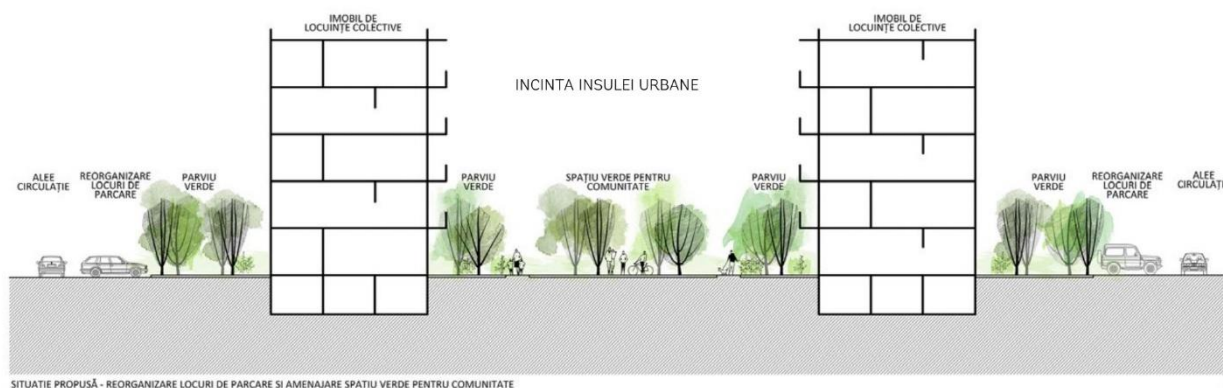 IMOBIL DE
LOCUINȚE COLECTIVE
IMOBIL DE
LOCUINȚE COLECTIVE
INCINTA INSULEI URBANE
ALEE
CIRCULAȚIE
REORGANIZARE
LOCURI DE
PARCARE
PARVIU
VERDE
PARVIU
VERDE
SPAȚIU VERDE PENTRU
COMUNITATE
PARVIU
VERDE
PARVIU
VERDE
REORGANIZARE
LOCURI DE
PARCARE
ALEE
CIRCULAȚIE
SITUAȚIE PROPUSĂ - REORGANIZARE LOCURI DE PARCARE SI AMENAJARE SPAȚIU VERDE PENTRU COMUNITATE